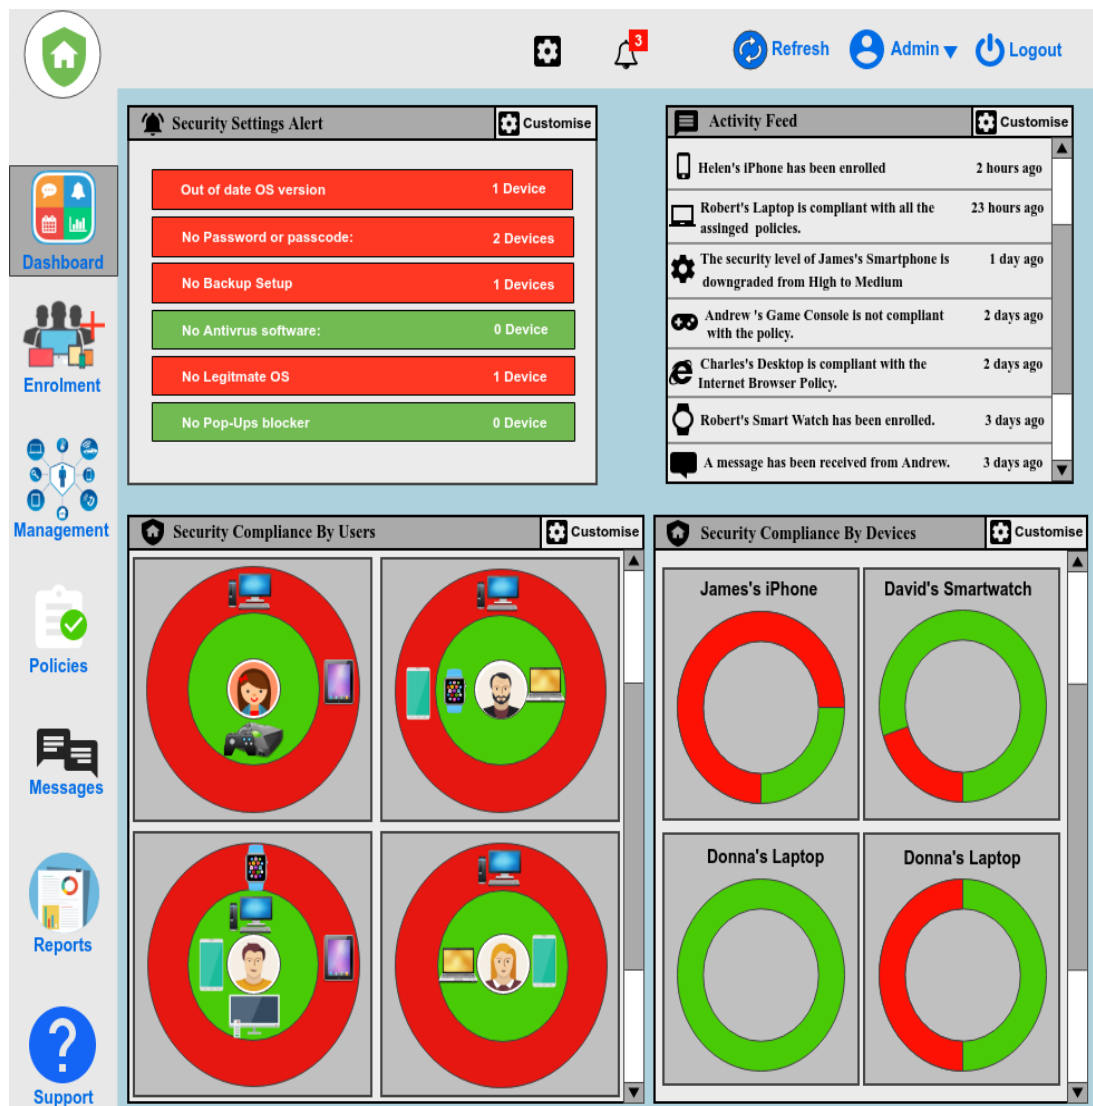 3
Refresh
Admin
Logout
Dashboard
Enrolment
Management
Policies
Messages
Reports
Support
Security Settings Alert
Customise
Out of date OS version 1 Device
No Password or passcode: 2 Devices
No Backup Setup 1 Devices
No Antivrus software: 0 Device
No Legitmate OS 1 Device
No Pop-Ups blocker 0 Device
Activity Feed
Customise
Helen's iPhone has been enrolled 2 hours ago
Robert's Laptop is compliant with all the 23 hours ago
assinged policies.
The security level of James's Smartphone is 1 day ago
downgraded from High to Medium
Andrew 's Game Console is not compliant 2 days ago
with the policy.
Charles's Desktop is compliant with the 2 days ago
Internet Browser Policy.
Robert's Smart Watch has been enrolled. 3 days ago
A message has been received from Andrew. 3 days ago
Security Compliance By Users
Customise
Security Compliance By Devices
Customise
James's iPhone
David's Smartwatch
Donna's Laptop
Donna's Laptop